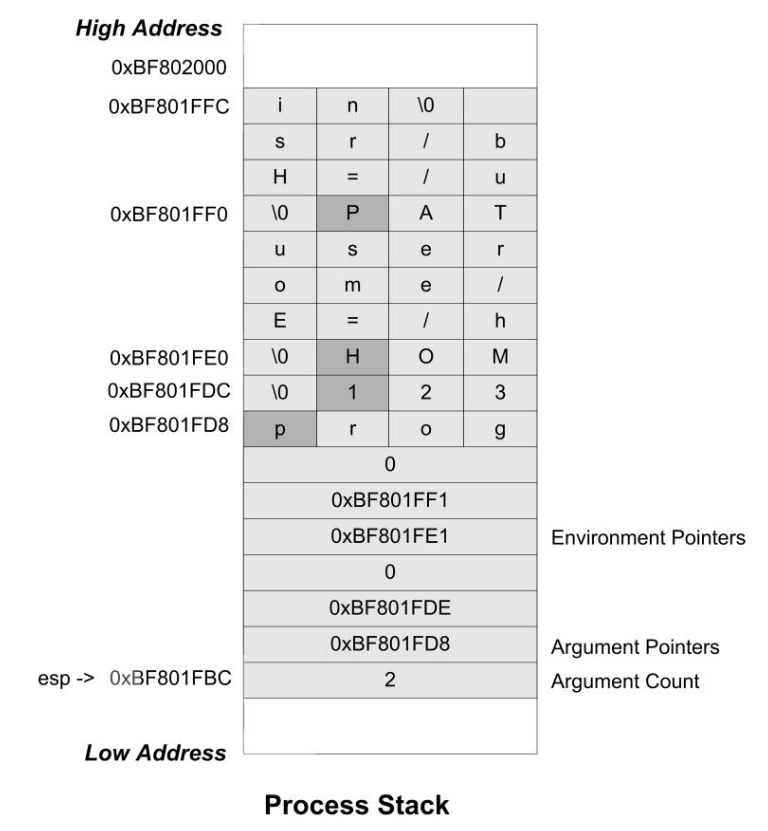 High Address
0xBF802000
0xBF801FFC i n \0
s r / b
H = / u
0xBF801FF0 \0 P A T
u s e r
o m e /
E = / h
0xBF801FE0 \0 H O M
0xBF801FDC \0 1 2 3
0xBF801FD8 p r o g
0
0xBF801FF1
0xBF801FE1 Environment Pointers
0
0xBF801FDE
0xBF801FD8 Argument Pointers
esp -> 0xBF801FBC 2 Argument Count
Low Address
Process Stack